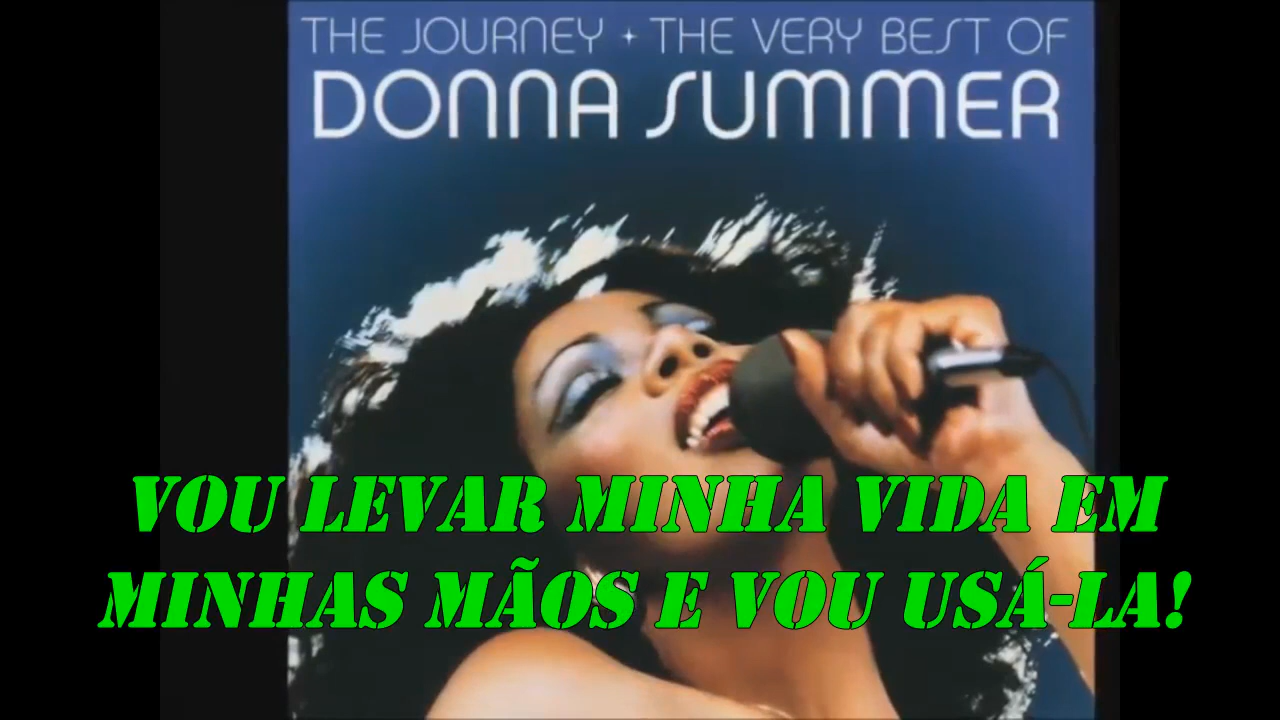 THE JOURNEY + THE VERY BEST OF
DONNA SUMMER
VOU LEVAR MINHA VIDA EM
MINHAS MÃOS E VOU USÁ-LA!